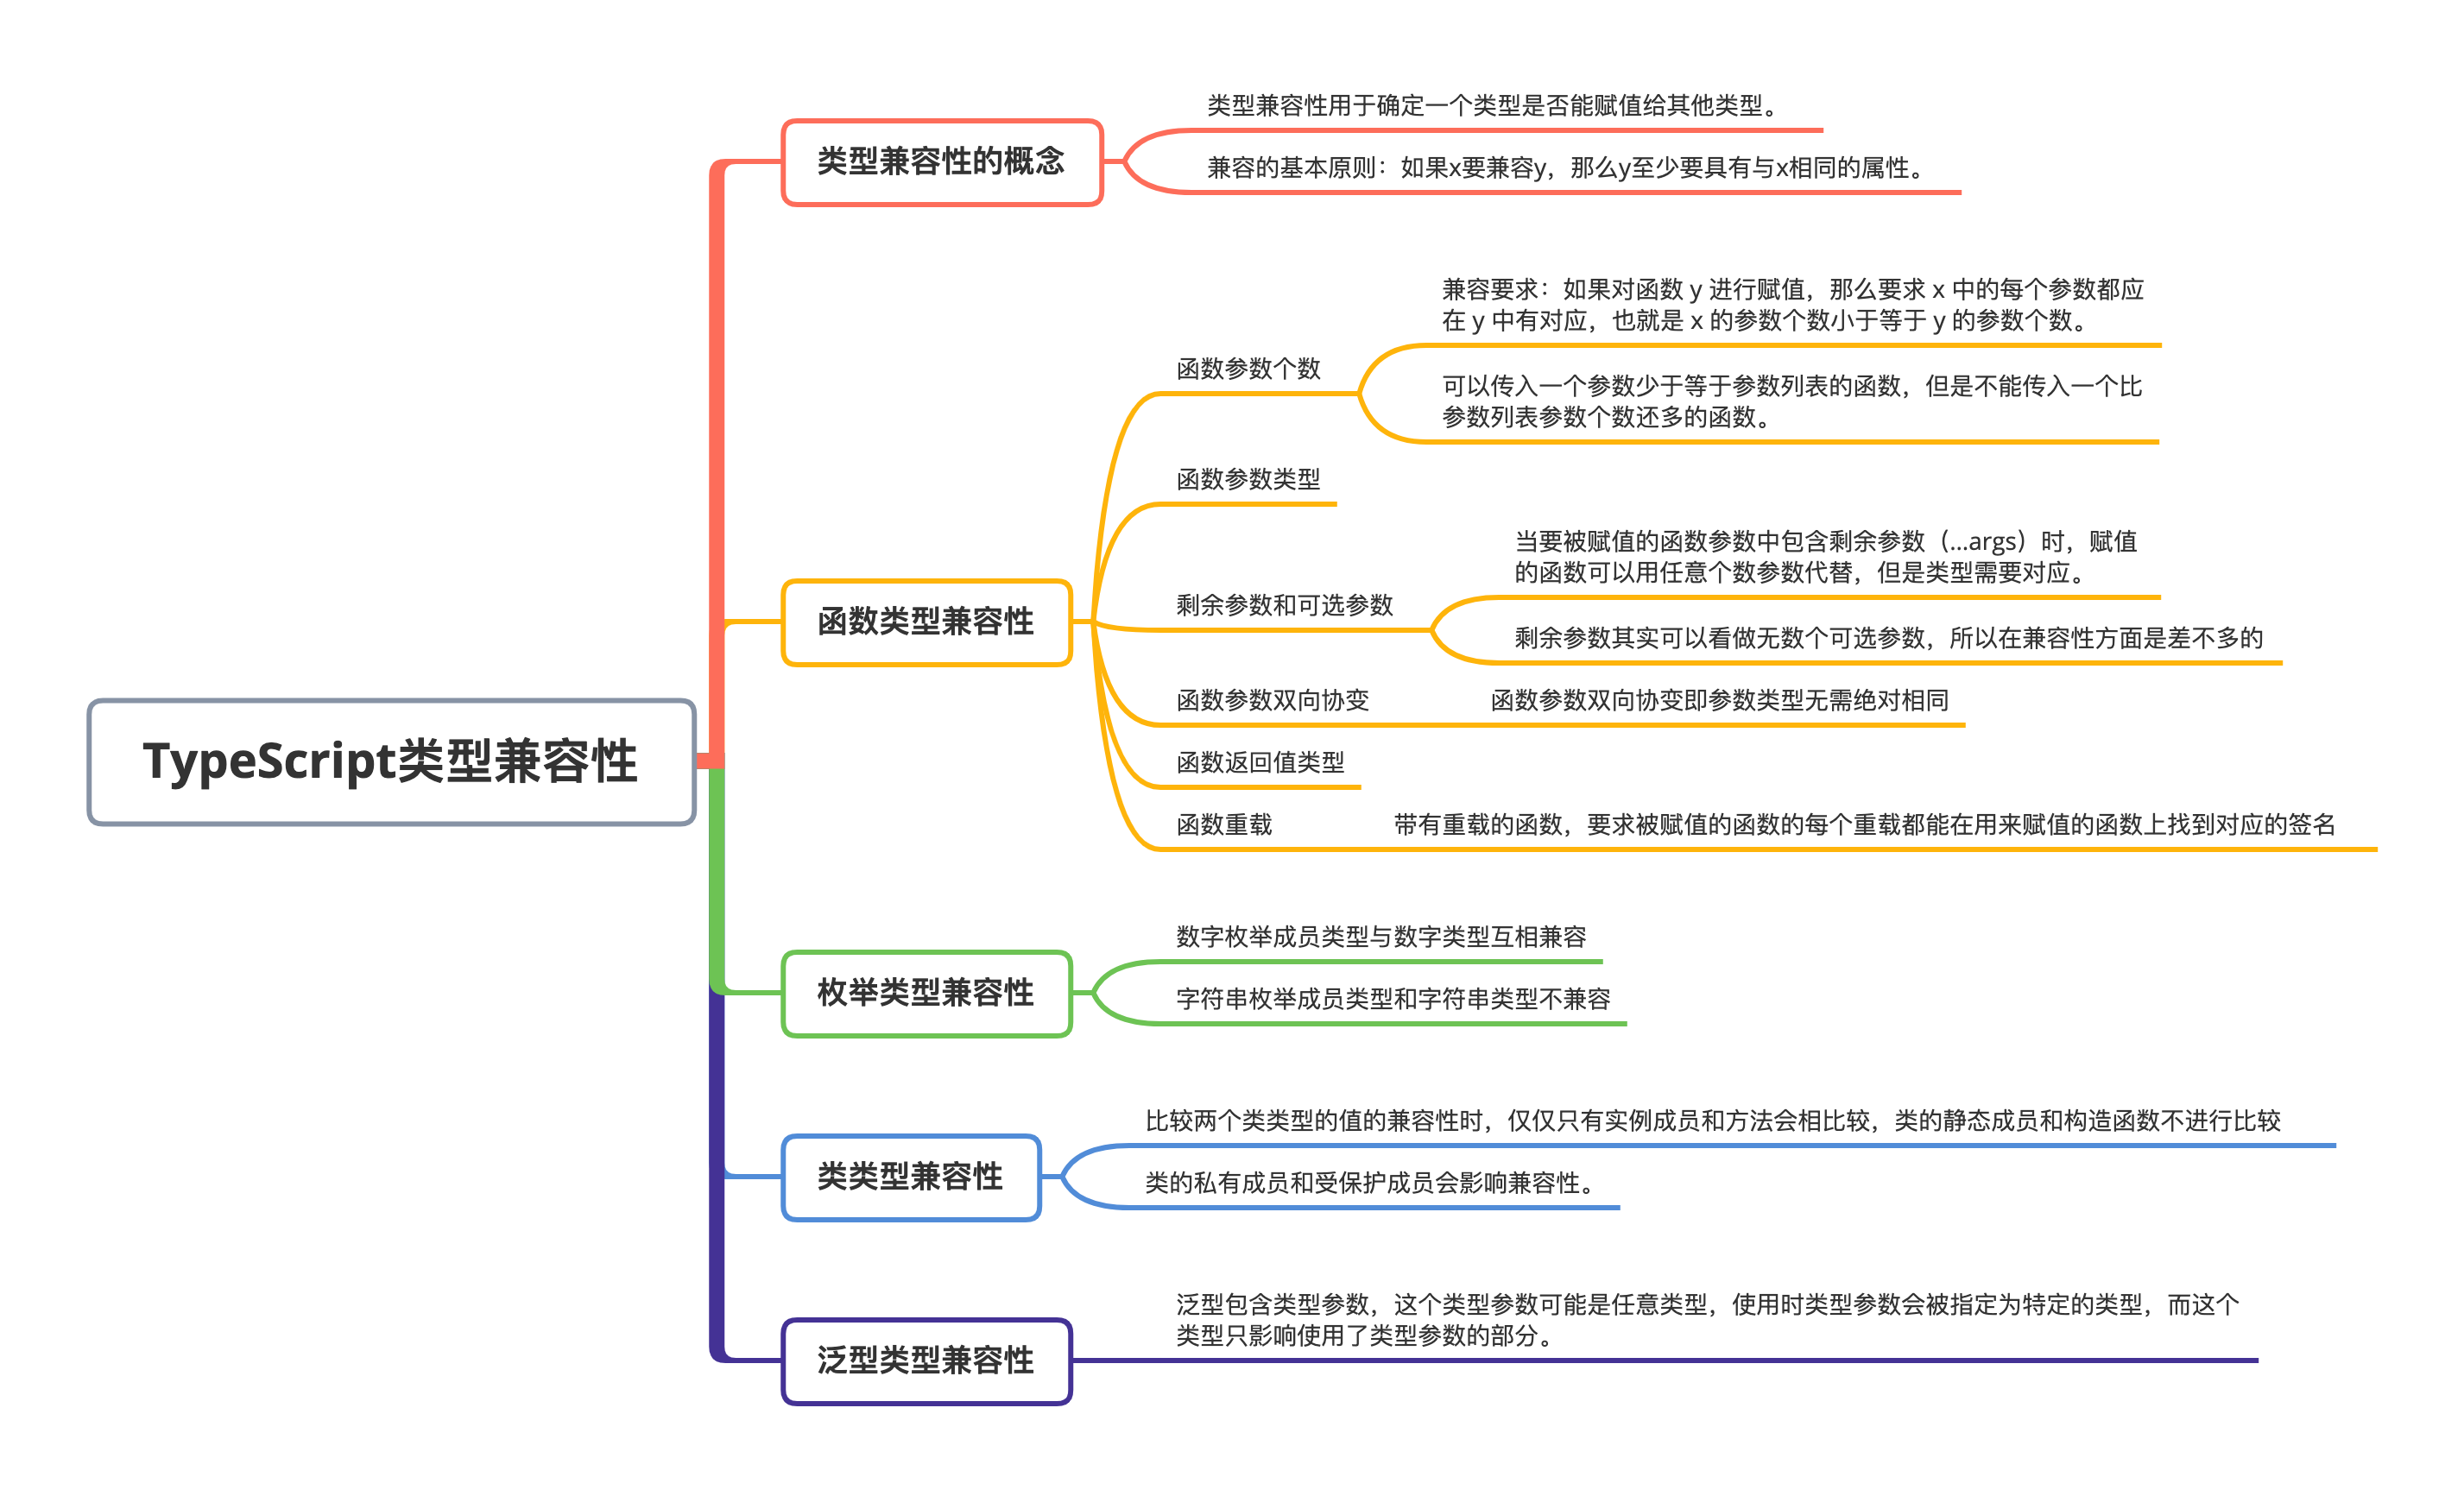 TypeScript类型兼容性
类型兼容性的概念
类型兼容性用于确定一个类型是否能赋值给其他类型。
兼容的基本原则：如果x要兼容y，那么y至少要具有与x相同的属性。
函数类型兼容性
函数参数个数
兼容要求：如果对函数 y 进行赋值，那么要求 x 中的每个参数都应
在 y 中有对应，也就是 x 的参数个数小于等于 y 的参数个数。
可以传入一个参数少于等于参数列表的函数，但是不能传入一个比
参数列表参数个数还多的函数。
函数参数类型
剩余参数和可选参数
当要被赋值的函数参数中包含剩余参数（...args）时，赋值
的函数可以用任意个数参数代替，但是类型需要对应。
剩余参数其实可以看做无数个可选参数，所以在兼容性方面是差不多的
函数参数双向协变
函数参数双向协变即参数类型无需绝对相同
函数返回值类型
函数重载
带有重载的函数，要求被赋值的函数的每个重载都能在用来赋值的函数上找到对应的签名
枚举类型兼容性
数字枚举成员类型与数字类型互相兼容
字符串枚举成员类型和字符串类型不兼容
类类型兼容性
比较两个类类型的值的兼容性时，仅仅只有实例成员和方法会相比较，类的静态成员和构造函数不进行比较
类的私有成员和受保护成员会影响兼容性。
泛型类型兼容性
泛型包含类型参数，这个类型参数可能是任意类型，使用时类型参数会被指定为特定的类型，而这个
类型只影响使用了类型参数的部分。